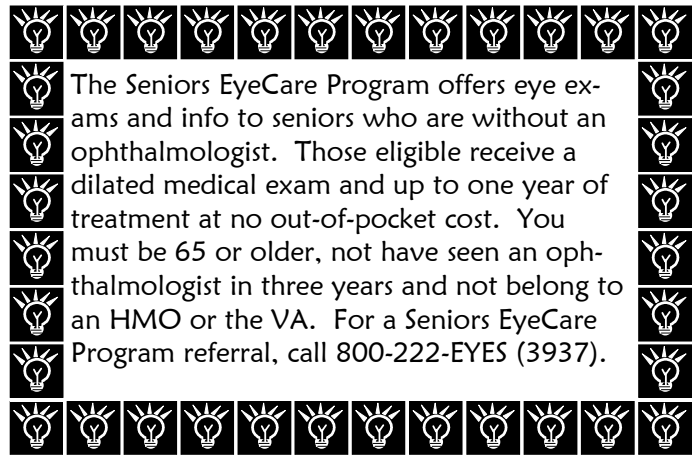 The Seniors EyeCare Program offers eye ex-
ams and info to seniors who are without an
ophthalmologist.  Those eligible receive a
dilated medical exam and up to one year of
treatment at no out-of-pocket cost.  You
must be 65 or older, not have seen an oph-
thalmologist in three years and not belong to
an HMO or the VA.  For a Seniors EyeCare
Program referral, call 800-222-EYES (3937).